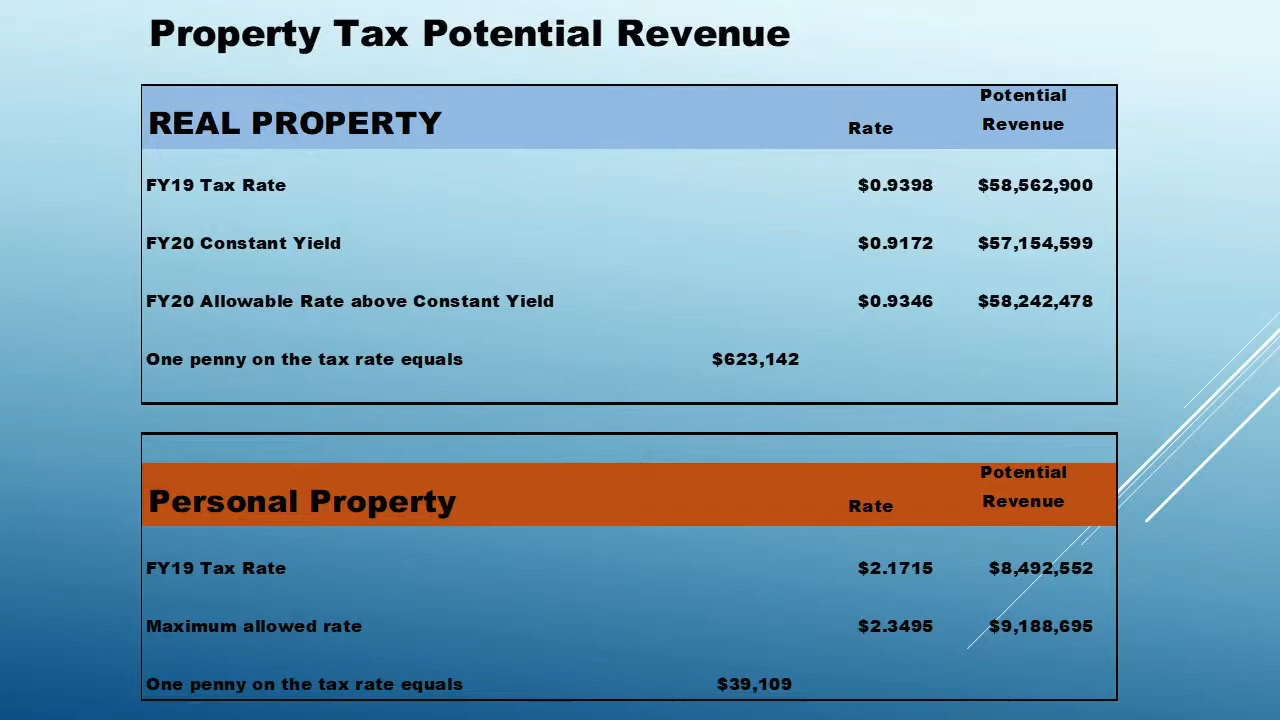 Property Tax Potential Revenue
REAL PROPERTY Rate Potential Revenue
FY19 Tax Rate $0.9398 $58,562,900
FY20 Constant Yield $0.9172 $57,154,599
FY20 Allowable Rate above Constant Yield $0.9346 $58,242,478
One penny on the tax rate equals $623,142
Personal Property Rate Potential Revenue
FY19 Tax Rate $2.1715 $8,492,552
Maximum allowed rate $2.3495 $9,188,695
One penny on the tax rate equals $39,109